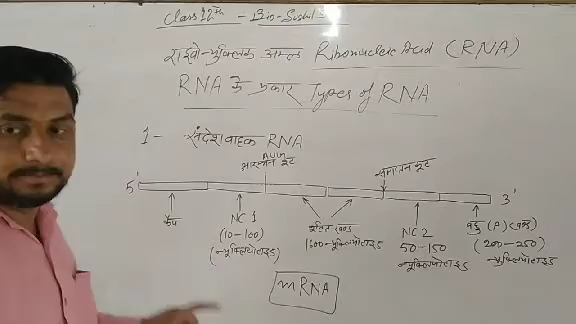 Class 12th - Bio-Sushil S
राइबो-न्युक्लिक अम्ल Ribonucleic Acid (RNA)
RNA के प्रकार Types of RNA
1- संदेशवाहक RNA
AUG
प्रारम्भन कूट
समापन कूट
5' 3'
कैप
NC 1
(10-100)
(न्युक्लियोटाइड)
1500-न्युक्लियोटाइड
NC 2
50-150
न्युक्लियोटाइड
(A)
(200-250)
न्युक्लियोटाइड
mRNA